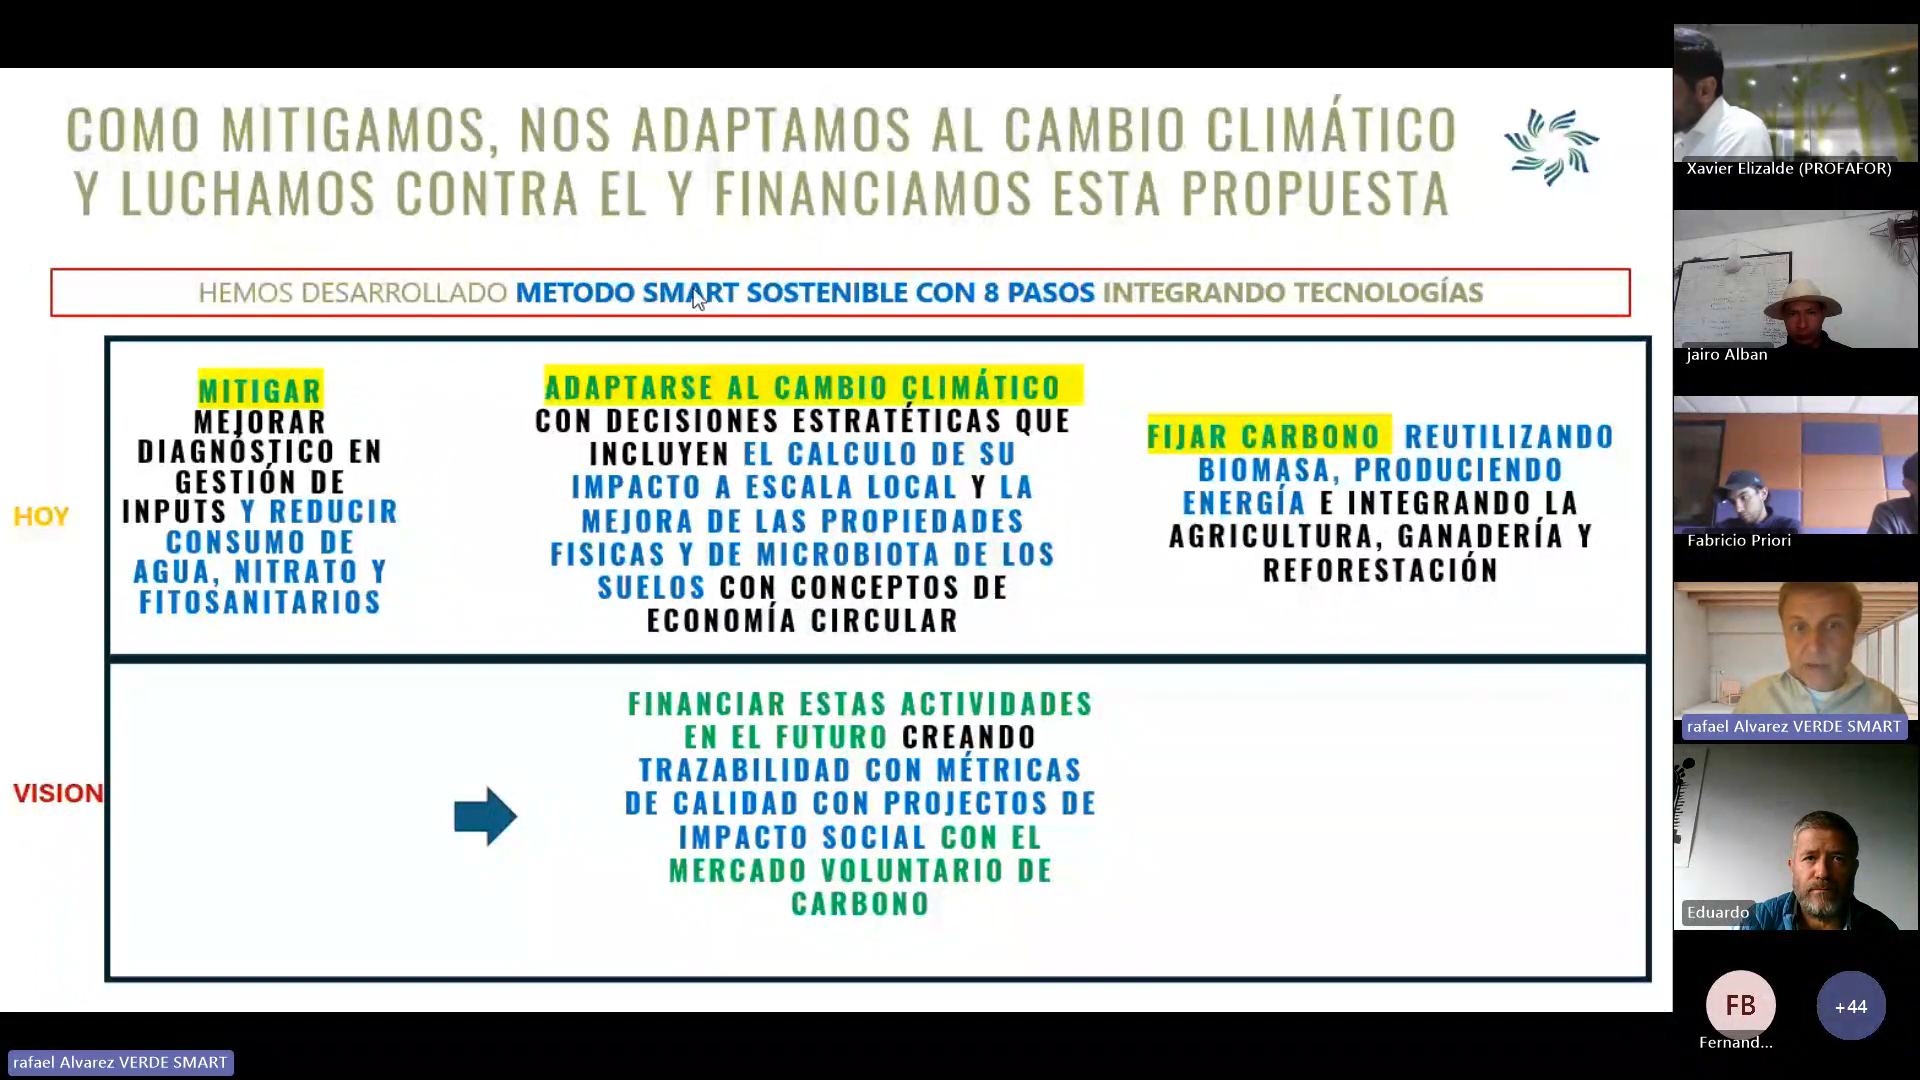 COMO MITIGAMOS, NOS ADAPTAMOS AL CAMBIO CLIMÁTICO
Y LUCHAMOS CONTRA EL Y FINANCIAMOS ESTA PROPUESTA
HEMOS DESARROLLADO METODO SMART SOSTENIBLE CON 8 PASOS INTEGRANDO TECNOLOGÍAS
HOY
MITIGAR
MEJORAR
DIAGNÓSTICO EN
GESTIÓN DE
INPUTS Y REDUCIR
CONSUMO DE
AGUA, NITRATO Y
FITOSANITARIOS
ADAPTARSE AL CAMBIO CLIMÁTICO
CON DECISIONES ESTRATÉTICAS QUE
INCLUYEN EL CALCULO DE SU
IMPACTO A ESCALA LOCAL Y LA
MEJORA DE LAS PROPIEDADES
FISICAS Y DE MICROBIOTA DE LOS
SUELOS CON CONCEPTOS DE
ECONOMÍA CIRCULAR
FIJAR CARBONO REUTILIZANDO
BIOMASA, PRODUCIENDO
ENERGÍA E INTEGRANDO LA
AGRICULTURA, GANADERÍA Y
REFORESTACIÓN
VISION
FINANCIAR ESTAS ACTIVIDADES
EN EL FUTURO CREANDO
TRAZABILIDAD CON MÉTRICAS
DE CALIDAD CON PROJECTOS DE
IMPACTO SOCIAL CON EL
MERCADO VOLUNTARIO DE
CARBONO
Xavier Elizalde (PROFAFOR)
jairo Alban
Fabricio Priori
rafael Alvarez VERDE SMART
Eduardo
FB
Fernand...
+44
rafael Alvarez VERDE SMART